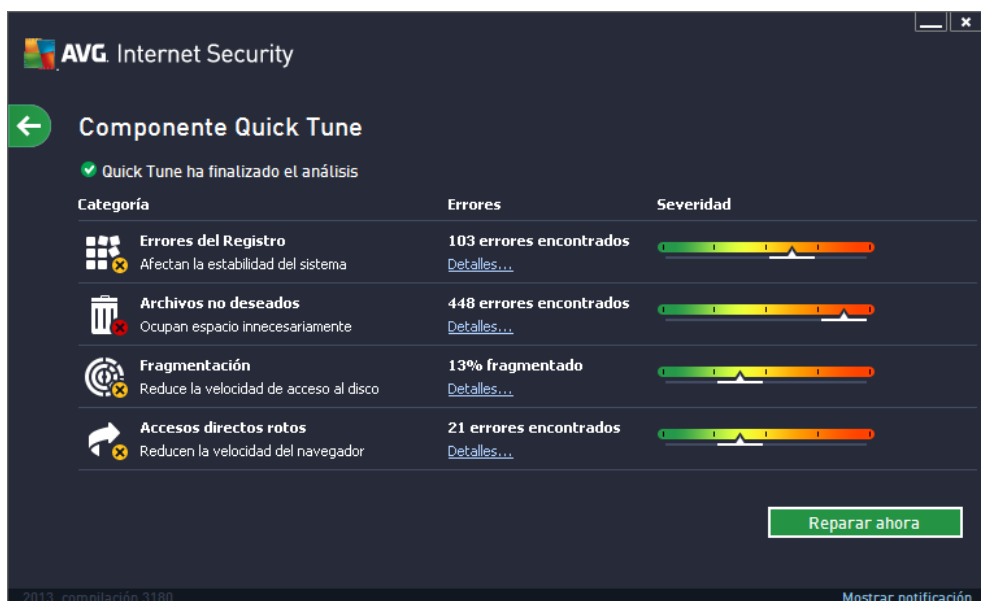 AVG. Internet Security
Componente Quick Tune
Quick Tune ha finalizado el análisis
Categoría Errores Severidad
Errores del Registro 103 errores encontrados
Afectan la estabilidad del sistema Detalles...
Archivos no deseados 448 errores encontrados
Ocupan espacio innecesariamente Detalles...
Fragmentación 13% fragmentado
Reduce la velocidad de acceso al disco Detalles...
Accesos directos rotos 21 errores encontrados
Reducen la velocidad del navegador Detalles...
Reparar ahora
2013 compilación 3180 Mostrar notificación